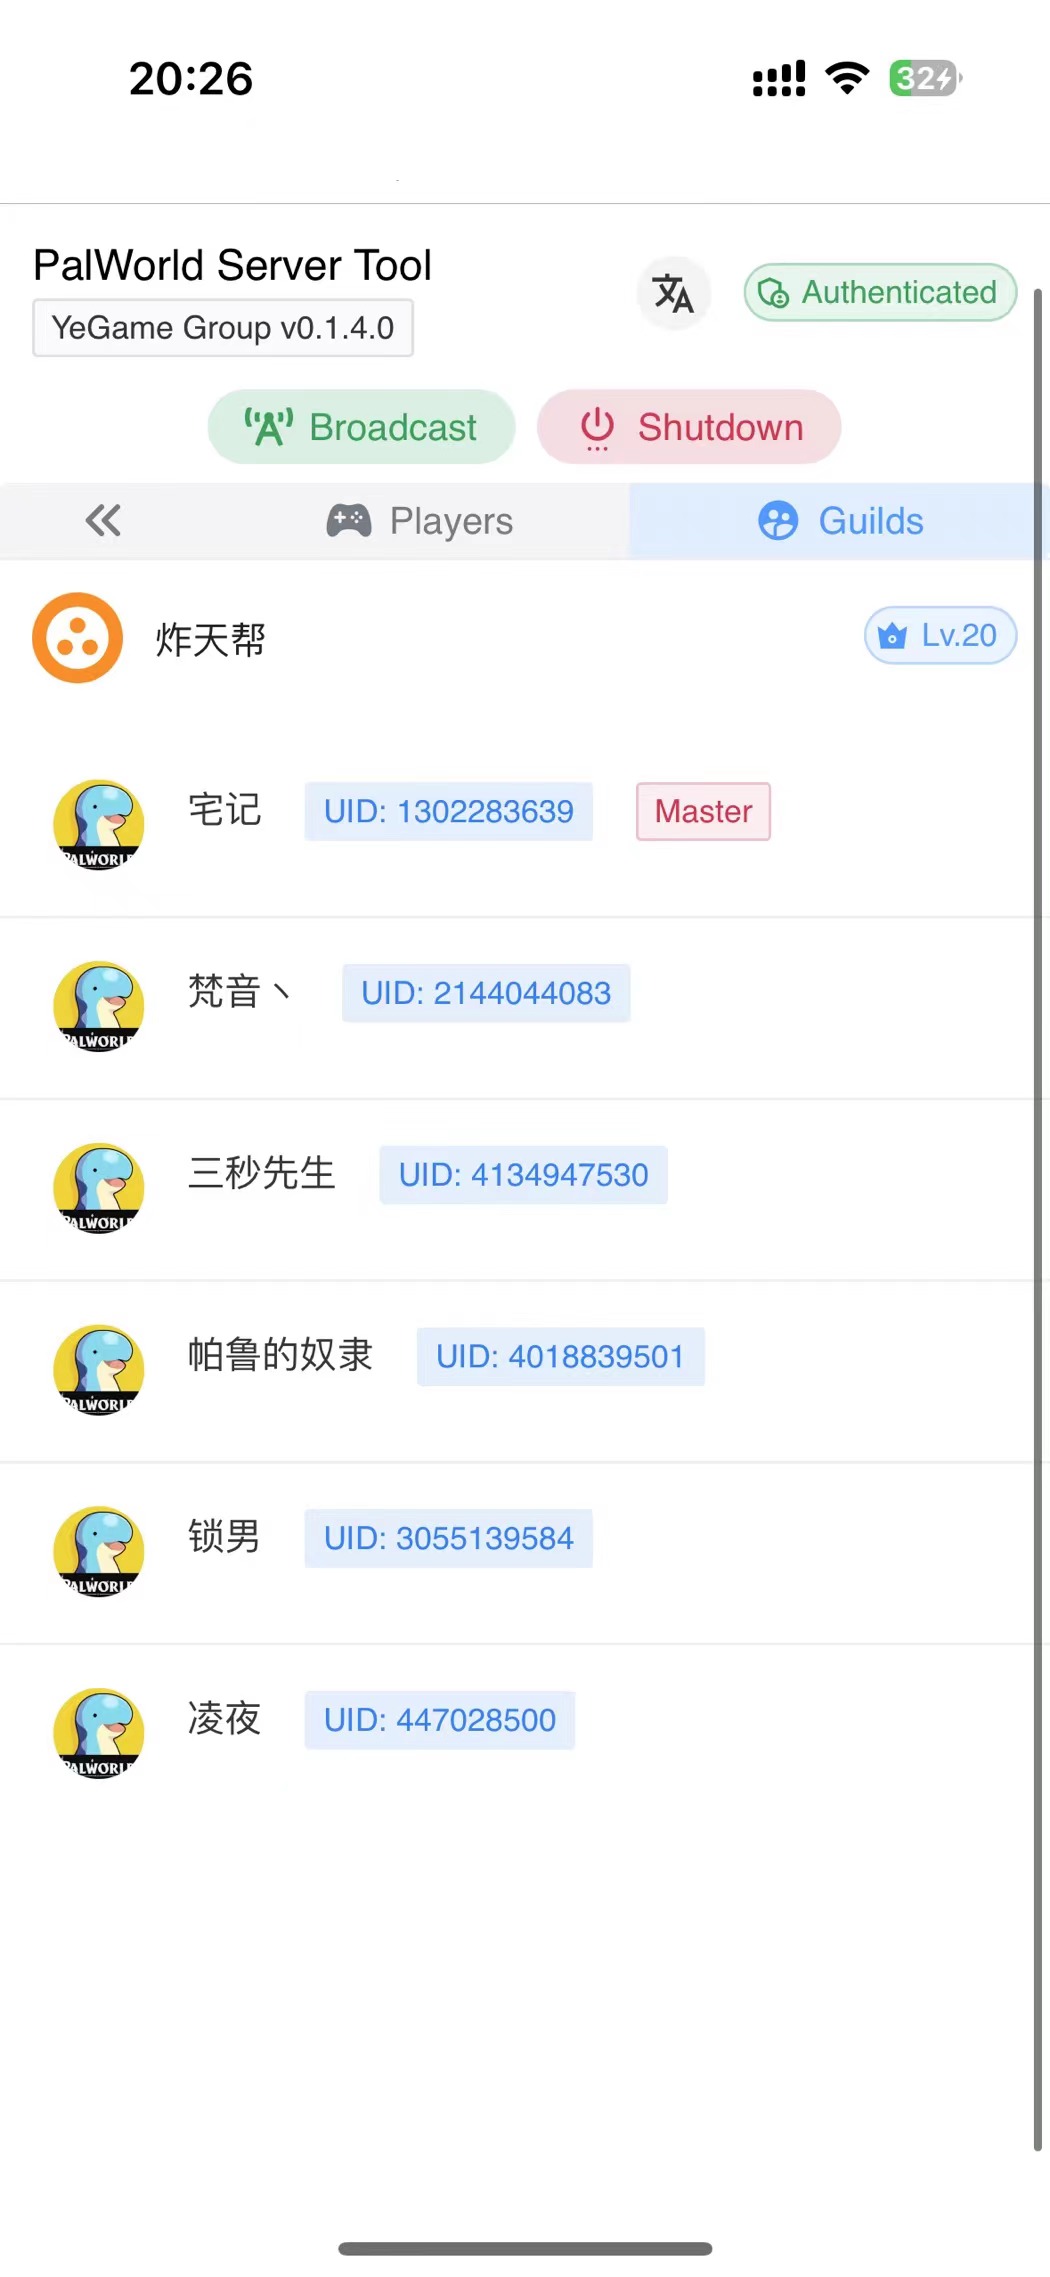 20:26
32
PalWorld Server Tool
YeGame Group v0.1.4.0
文A
Authenticated
Broadcast
Shutdown
Players
Guilds
炸天帮
Lv.20
宅记 UID: 1302283639 Master
PALWORLD
梵音丶 UID: 2144044083
PALWORLD
三秒先生 UID: 4134947530
PALWORLD
帕鲁的奴隶 UID: 4018839501
PALWORLD
锁男 UID: 3055139584
PALWORLD
凌夜 UID: 447028500
PALWORLD